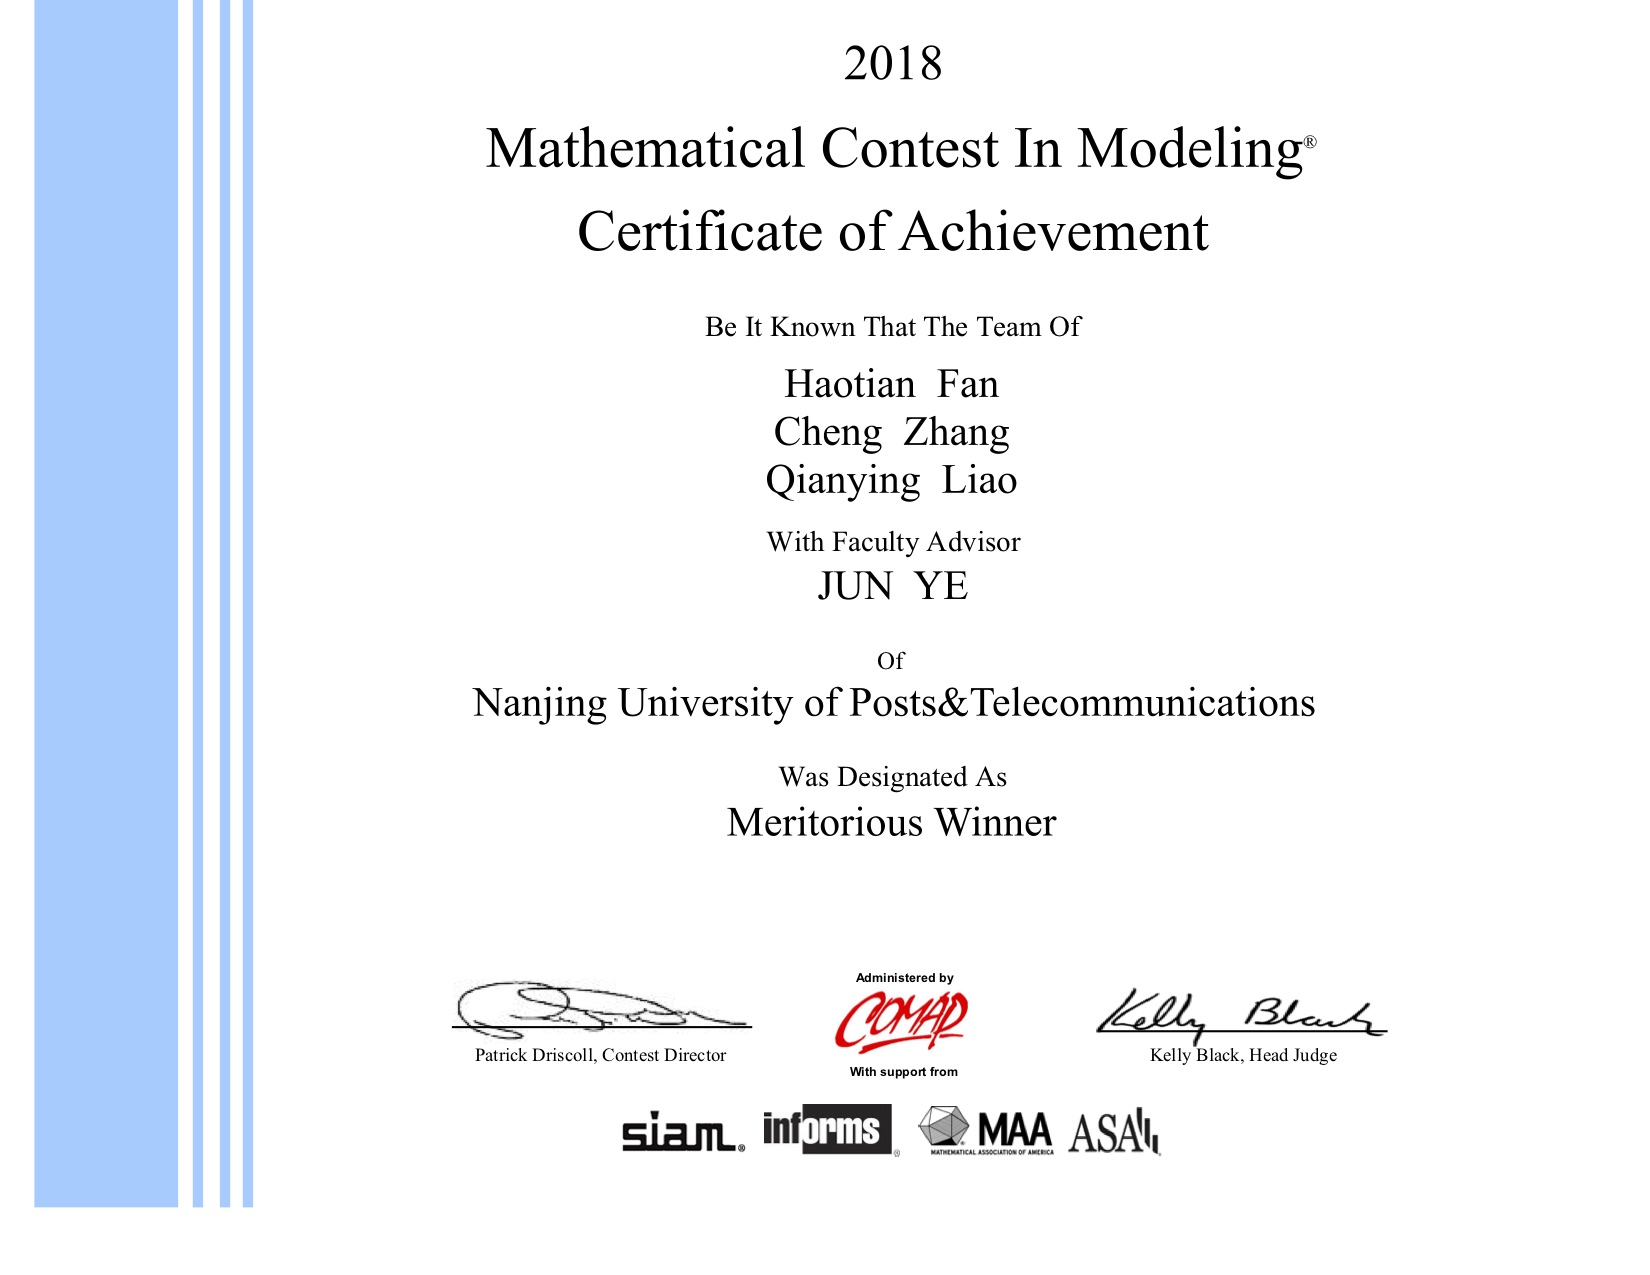 2018
Mathematical Contest In Modeling®
Certificate of Achievement
Be It Known That The Team Of
Haotian Fan
Cheng Zhang
Qianying Liao
With Faculty Advisor
JUN YE
Of
Nanjing University of Posts&Telecommunications
Was Designated As
Meritorious Winner
Administered by
COMAP
Kelly Black
Patrick Driscoll, Contest Director
Kelly Black, Head Judge
With support from
siam® informs® MAA ASA
MATHEMATICAL ASSOCIATION OF AMERICA